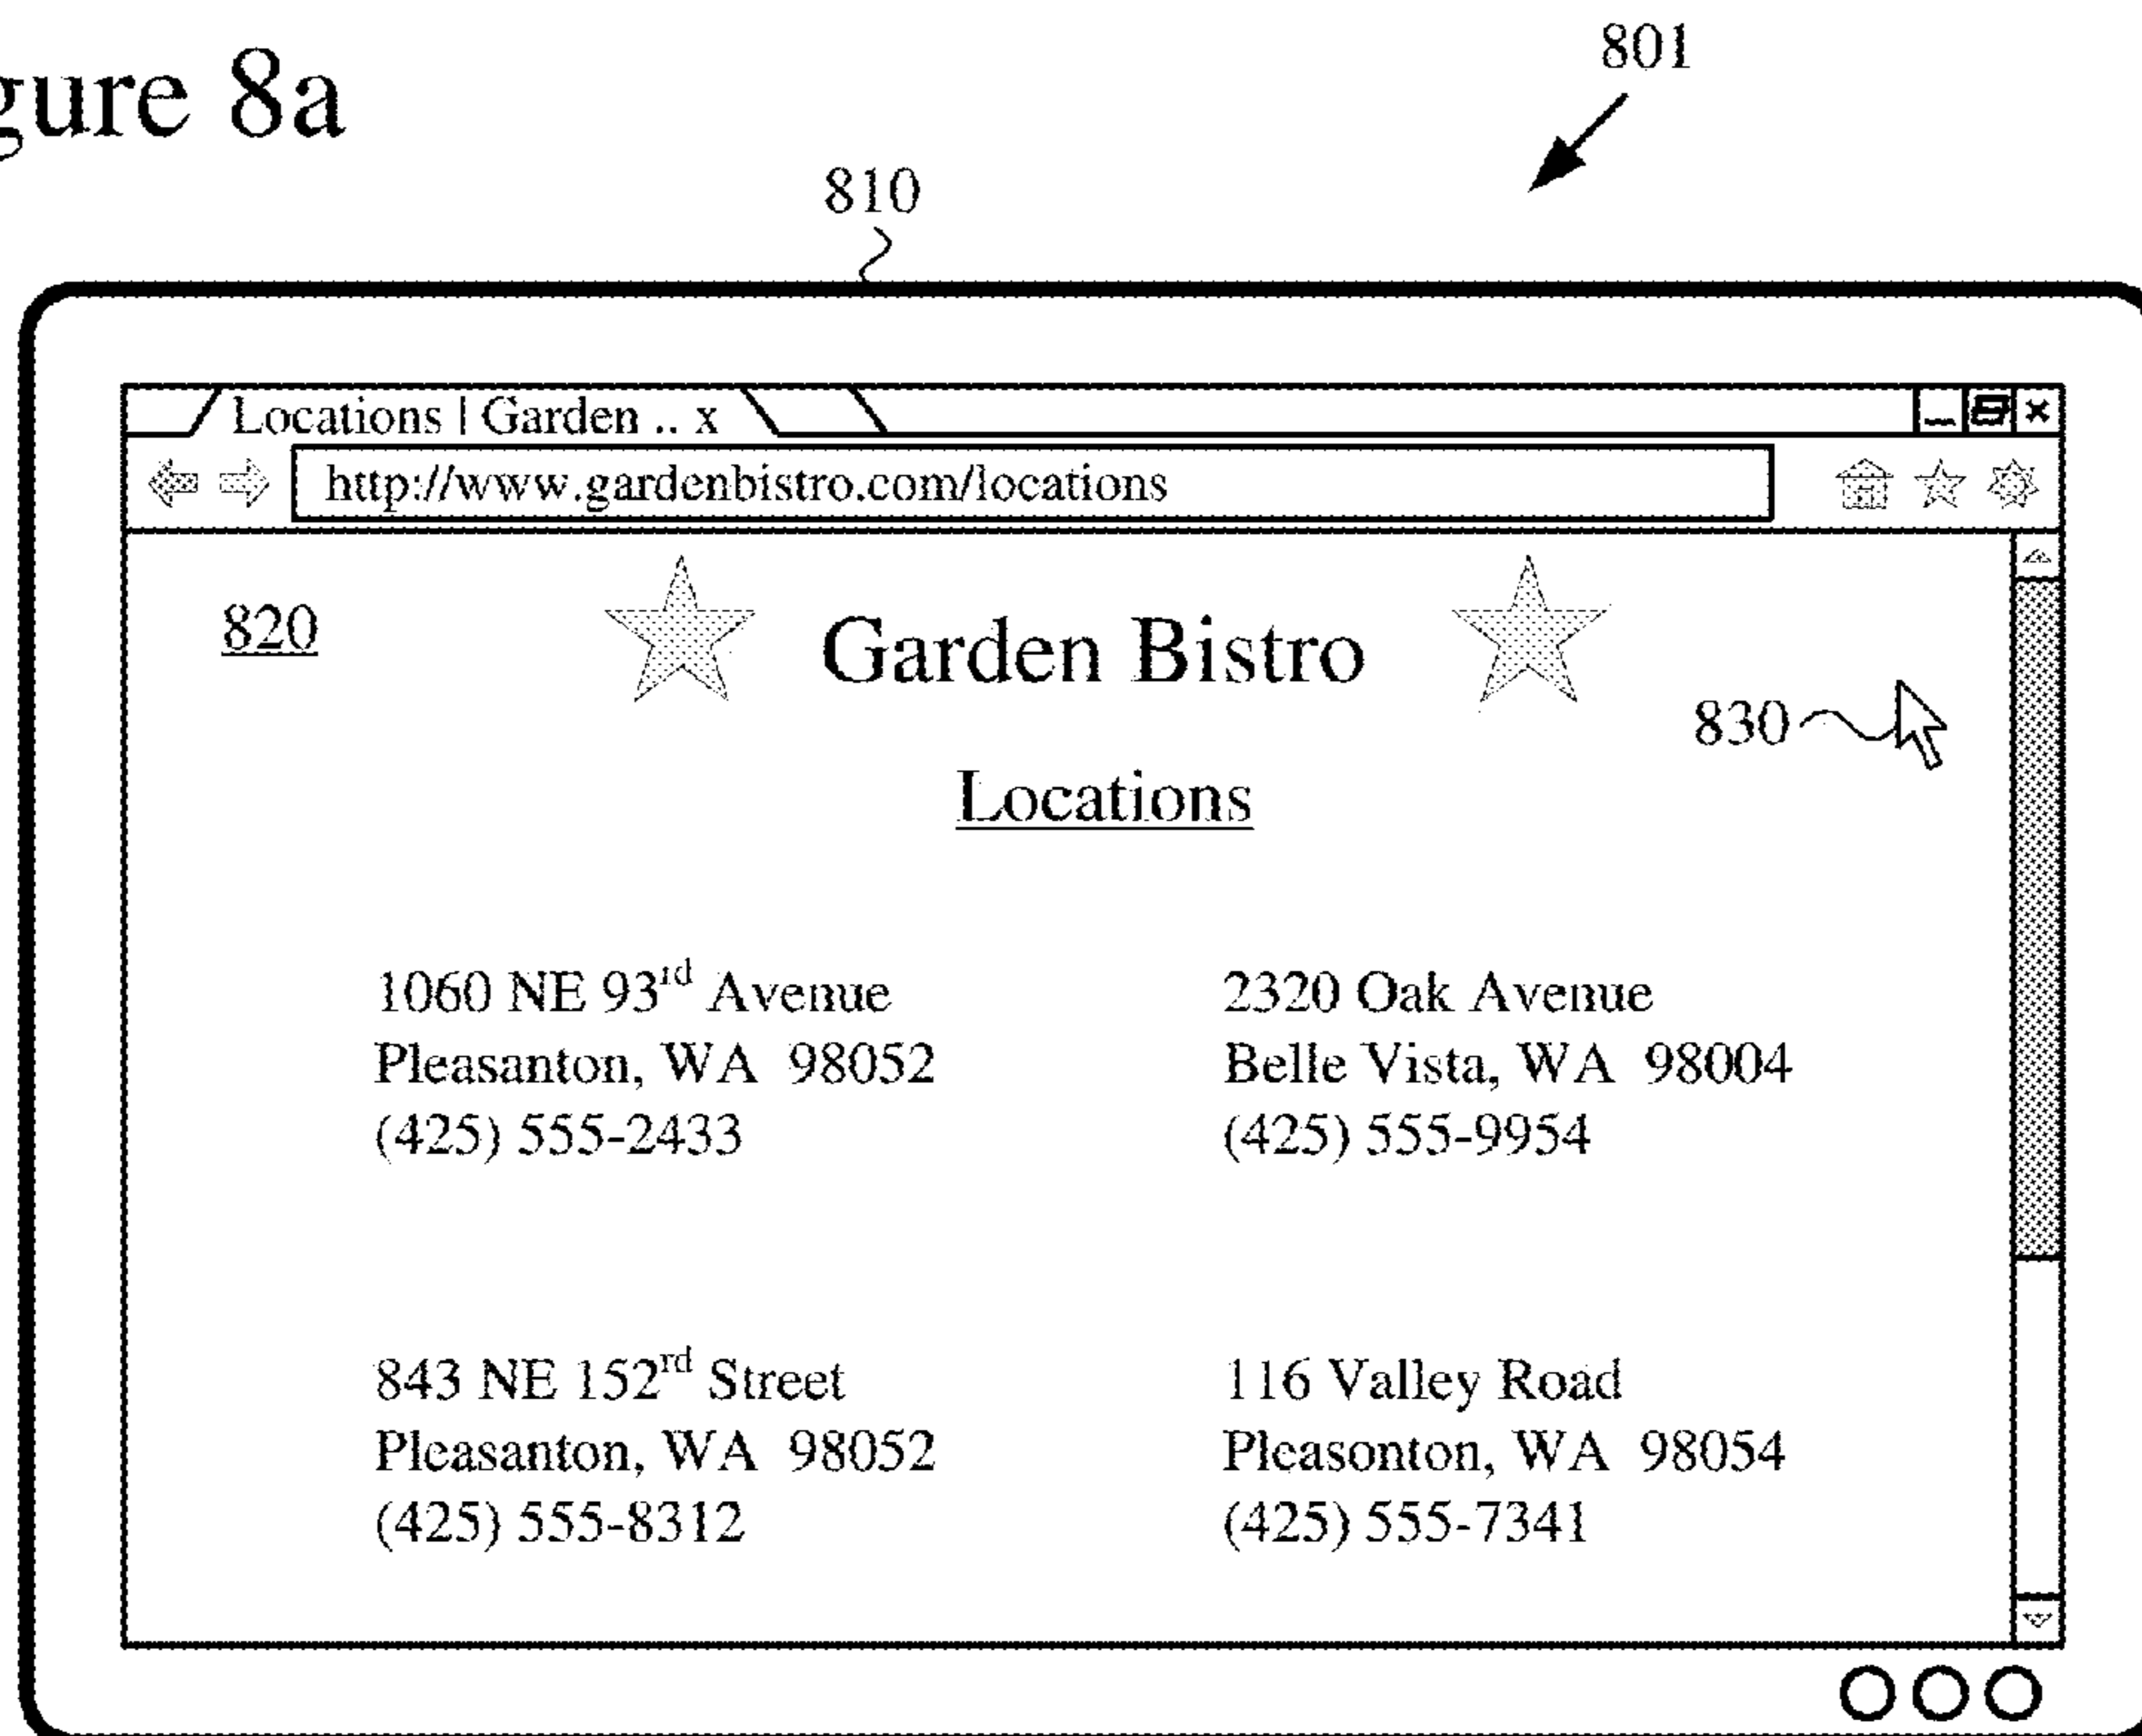 gure 8a
801
810
Locations | Garden .. x
http://www.gardenbistro.com/locations
820
Garden Bistro
830
Locations
1060 NE 93rd Avenue
Pleasanton, WA 98052
(425) 555-2433
2320 Oak Avenue
Belle Vista, WA 98004
(425) 555-9954
843 NE 152rd Street
Pleasanton, WA 98052
(425) 555-8312
116 Valley Road
Pleasonton, WA 98054
(425) 555-7341